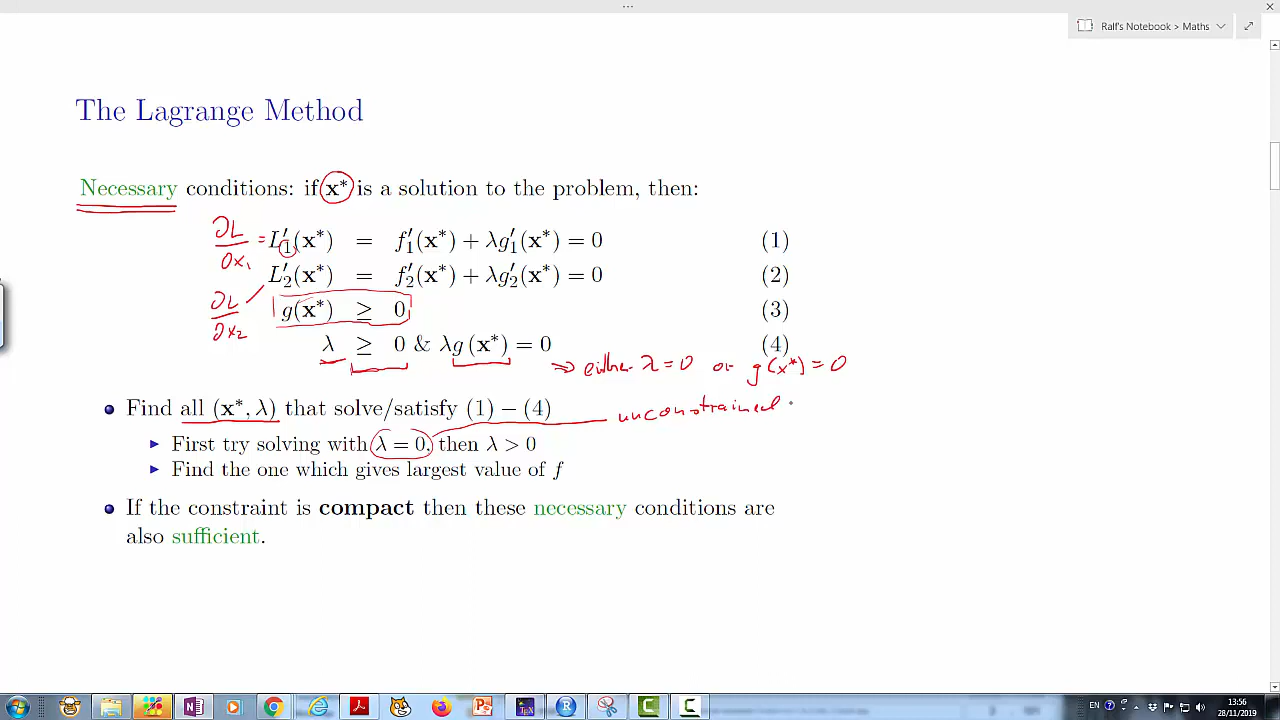 Ralf's Notebook > Maths
The Lagrange Method
Necessary conditions: if x* is a solution to the problem, then:
∂L/∂x₁ = L′₁(x*) = f′₁(x*) + λg′₁(x*) = 0 (1)
∂L/∂x₂ L′₂(x*) = f′₂(x*) + λg′₂(x*) = 0 (2)
g(x*) ≥ 0 (3)
λ ≥ 0 & λg (x*) = 0 (4)
⇒ either λ = 0 or g(x*) = 0
Find all (x*, λ) that solve/satisfy (1) − (4)
unconstrained
First try solving with λ = 0, then λ > 0
Find the one which gives largest value of f
If the constraint is compact then these necessary conditions are
also sufficient.
EN
13:56
28/11/2019